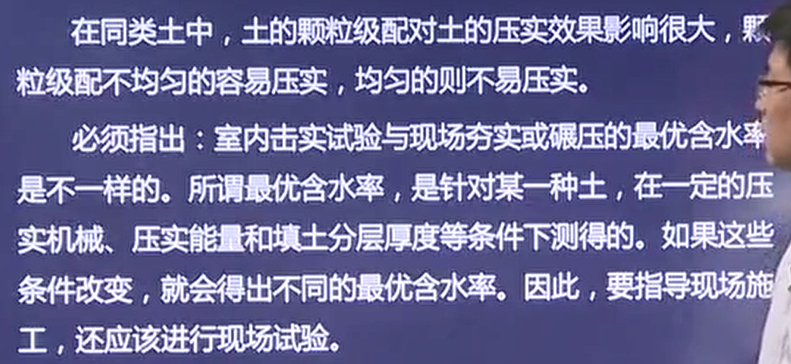 在同类土中，土的颗粒级配对土的压实效果影响很大，颗
粒级配不均匀的容易压实，均匀的则不易压实。
必须指出：室内击实试验与现场夯实或碾压的最优含水率
是不一样的。所谓最优含水率，是针对某一种土，在一定的压
实机械、压实能量和填土分层厚度等条件下测得的。如果这些
条件改变，就会得出不同的最优含水率。因此，要指导现场施
工，还应该进行现场试验。